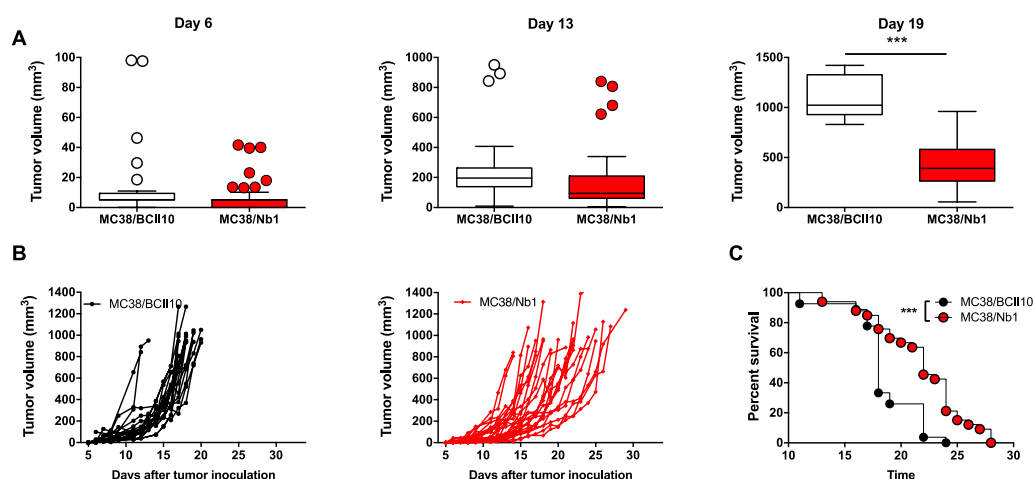 A
Day 6
Tumor volume (mm³)
100
80
60
40
20
0
MC38/BCII10
MC38/Nb1
Day 13
Tumor volume (mm³)
1000
800
600
400
200
0
MC38/BCII10
MC38/Nb1
Day 19
***
Tumor volume (mm³)
1500
1000
500
0
MC38/BCII10
MC38/Nb1
B
MC38/BCII10
Tumor volume (mm³)
1400
1200
1000
800
600
400
200
0
5 10 15 20 25 30
Days after tumor inoculation
MC38/Nb1
Tumor volume (mm³)
1400
1200
1000
800
600
400
200
0
5 10 15 20 25 30
Days after tumor inoculation
C
***
MC38/BCII10
MC38/Nb1
Percent survival
100
80
60
40
20
0
10 15 20 25 30
Time